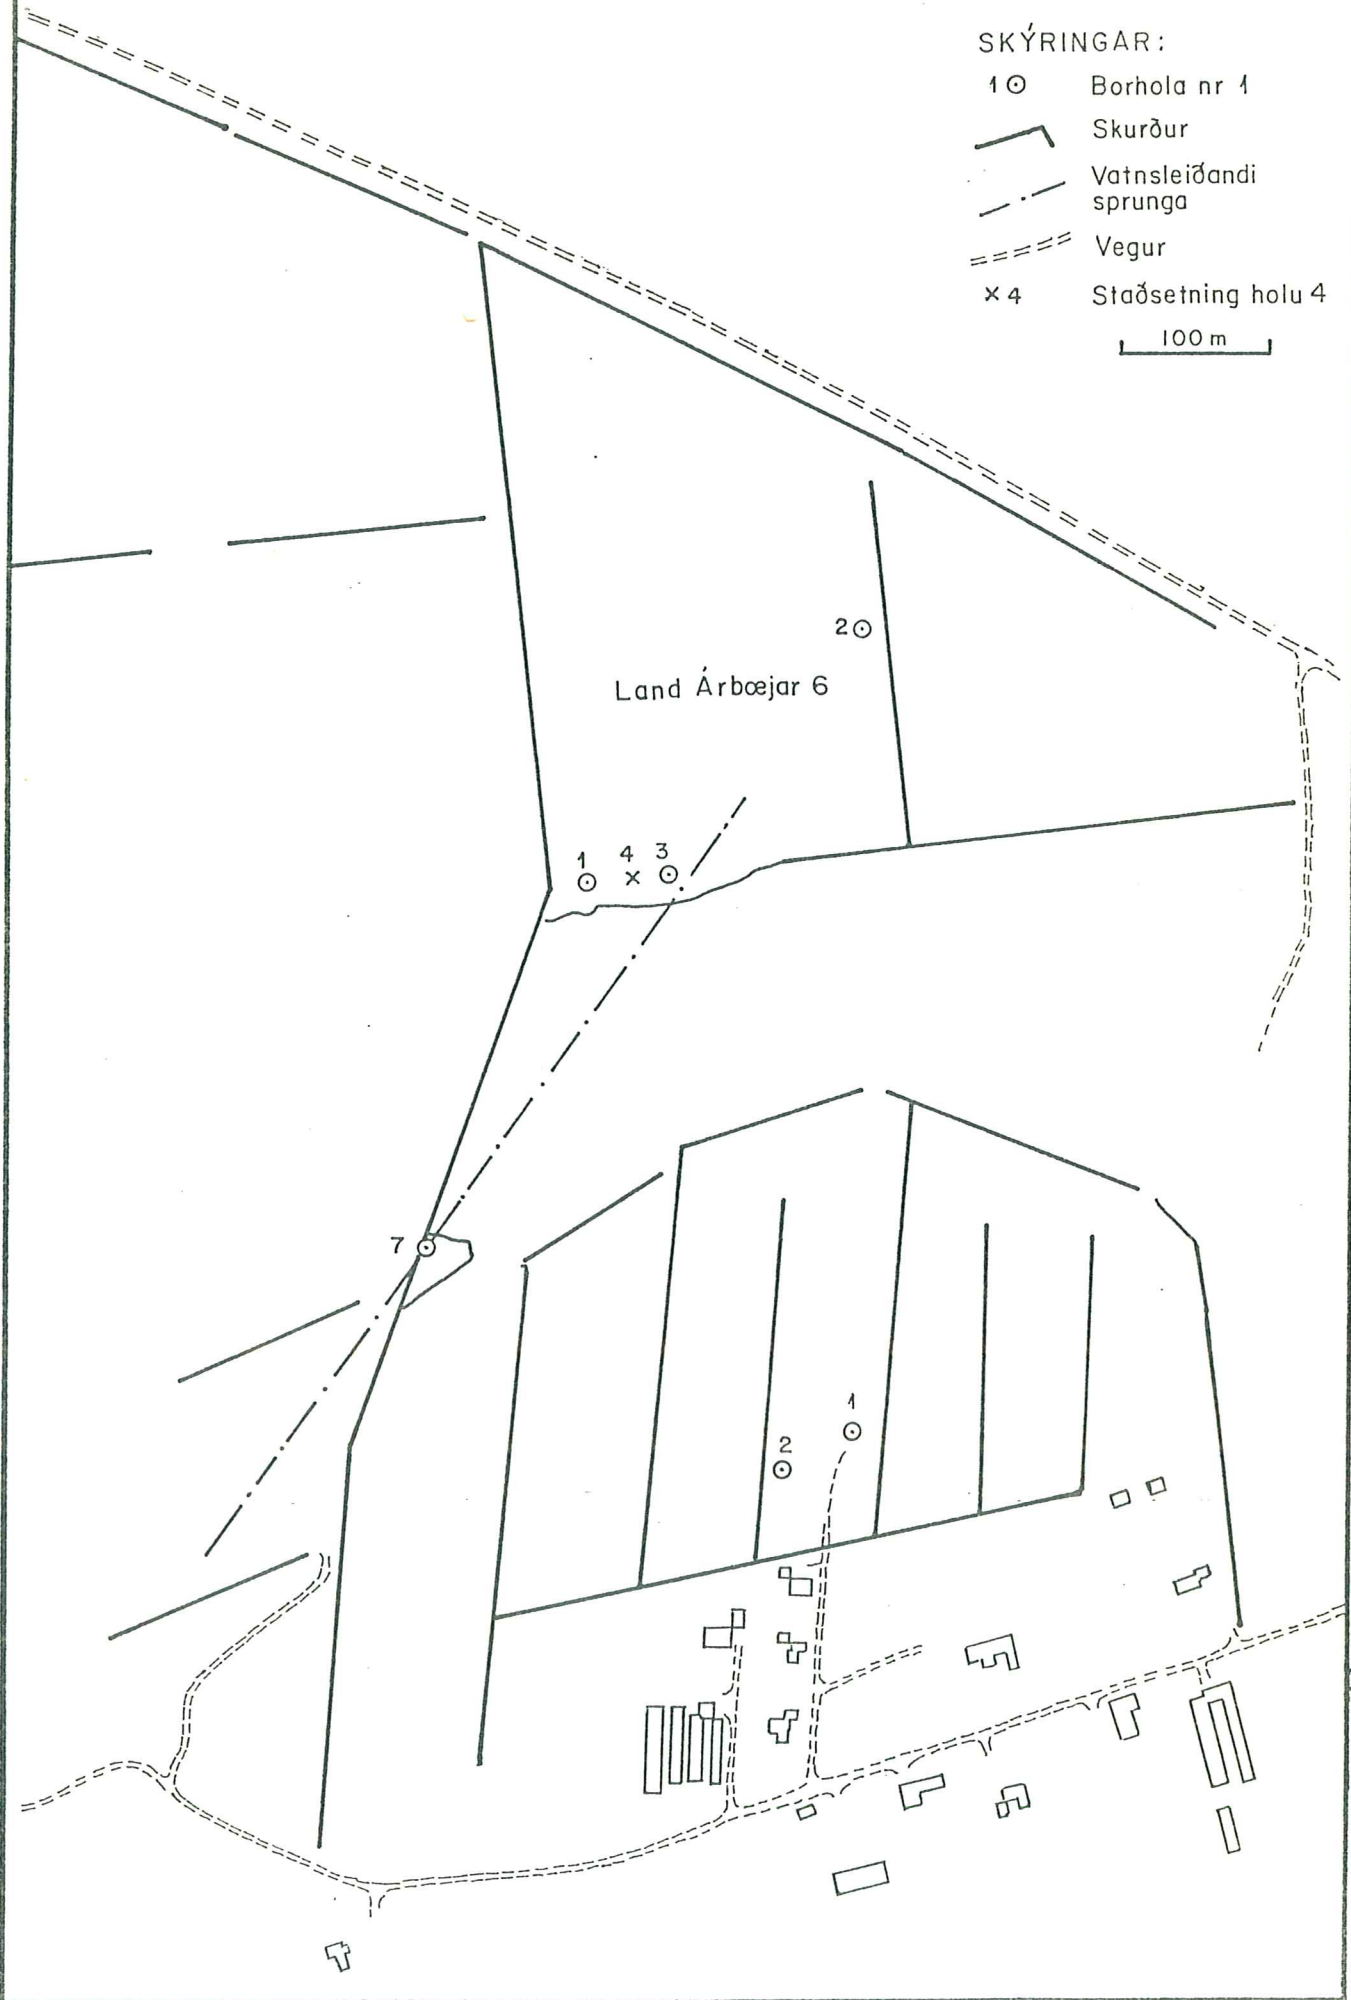 SKÝRINGAR:
1 Borhola nr 1
Skurður
Vatnsleiðandi
sprunga
Vegur
×4 Staðsetning holu 4
100 m
2
Land Árbæjar 6
1 4 3
7
1
2